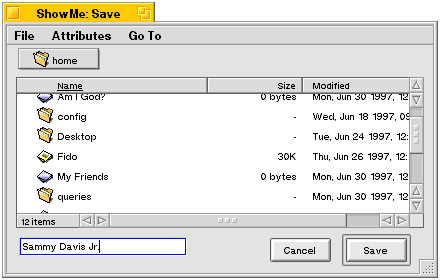 ShowMe: Save
File Attributes Go To
home
Name Size Modified
Am I God? 0 bytes Mon, Jun 30 1997, 12:
config - Wed, Jun 18 1997, 09
Desktop - Tue, Jun 24 1997, 12:
Fido 30K Thu, Jun 26 1997, 12:
My Friends 0 bytes Mon, Jun 30 1997, 12:
queries - Mon, Jun 30 1997, 12:
12 items
Sammy Davis Jr.
Cancel Save